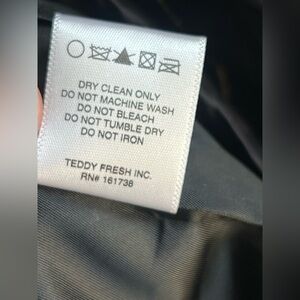 DRY CLEAN ONLY
DO NOT MACHINE WASH
DO NOT BLEACH
DO NOT TUMBLE DRY
DO NOT IRON
TEDDY FRESH INC.
RN# 161738